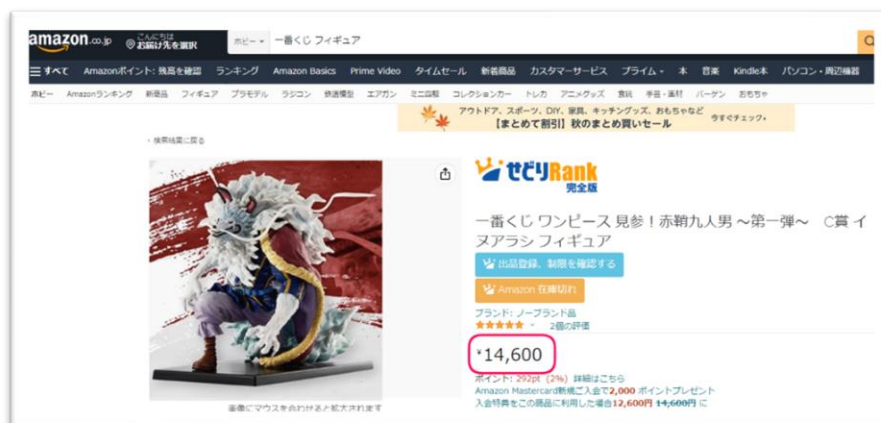 amazon.co.jp
こんにちは
お届け先を選択
ホビー
一番くじ フィギュア
すべて Amazonポイント: 残高を確認 ランキング Amazon Basics Prime Video タイムセール 新着商品 カスタマーサービス プライム 本 音楽 Kindle本 パソコン・周辺機器
ホビー Amazonランキング 新商品 フィギュア プラモデル ラジコン 鉄道模型 エアガン ミニ四駆 コレクションカー トレカ アニメグッズ 食玩 手芸・画材 バーゲン おもちゃ
アウトドア、スポーツ、DIY、家具、キッチングッズ、おもちゃなど
【まとめて割引】秋のまとめ買いセール
今すぐチェック
‹ 検索結果に戻る
せどりRank
完全版
一番くじ ワンピース 見参！赤鞘九人男 ～第一弾～ C賞 イ
ヌアラシ フィギュア
出品登録、制限を確認する
Amazon 在庫切れ
ブランド: ノーブランド品
2個の評価
¥14,600
ポイント: 292pt (2%) 詳細はこちら
Amazon Mastercard新規ご入会で2,000 ポイントプレゼント
入会特典をこの商品に利用した場合12,600円 14,600円 に
画像にマウスを合わせると拡大されます